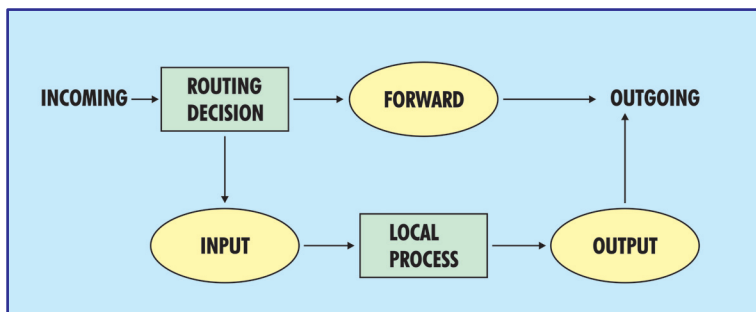 INCOMING
ROUTING
DECISION
FORWARD
OUTGOING
INPUT
LOCAL
PROCESS
OUTPUT